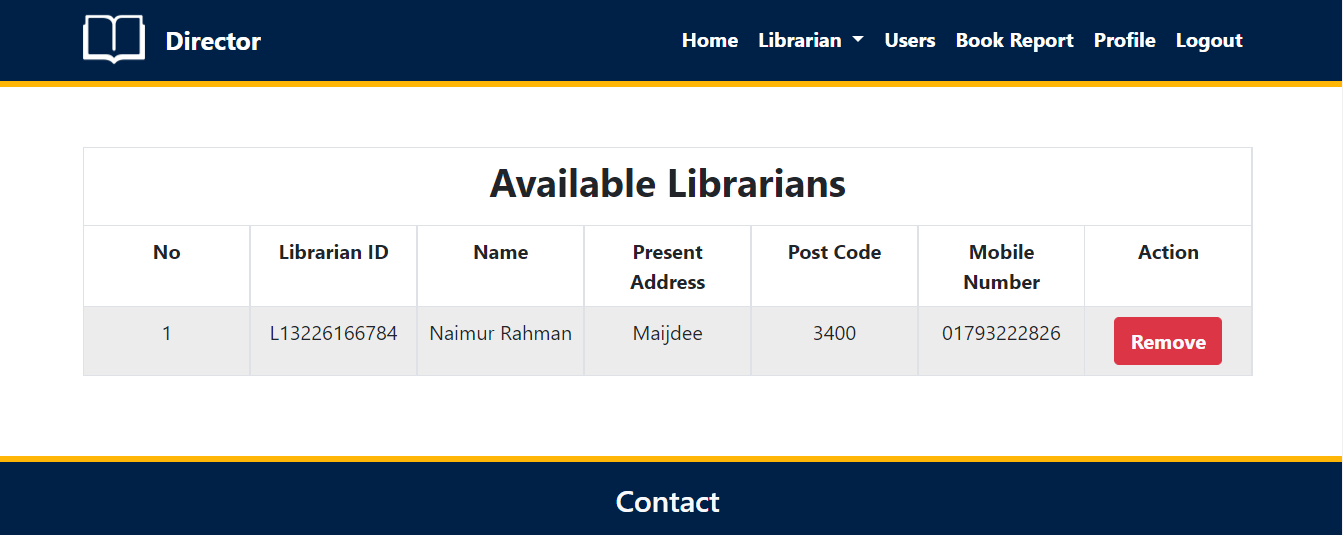 Director
Home Librarian Users Book Report Profile Logout
Available Librarians
No Librarian ID Name Present Address Post Code Mobile Number Action
1 L13226166784 Naimur Rahman Maijdee 3400 01793222826 Remove
Contact